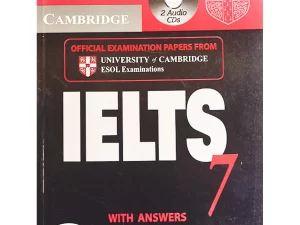 CAMBRIDGE
2 Audio
CDs
OFFICIAL EXAMINATION PAPERS FROM
UNIVERSITY of CAMBRIDGE
ESOL Examinations
IELTS
7
WITH ANSWERS